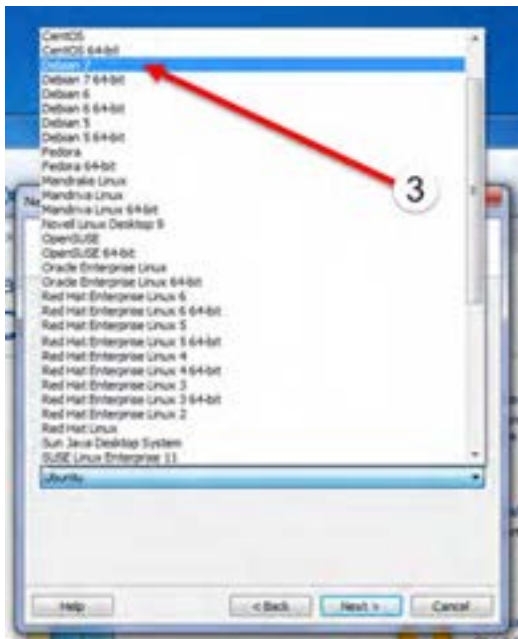 CentOS
CentOS 64-bit
Debian 7
Debian 7 64-bit
Debian 6
Debian 6 64-bit
Debian 5
Debian 5 64-bit
Fedora
Fedora 64-bit
Mandrake Linux
Mandriva Linux
Mandriva Linux 64-bit
Novell Linux Desktop 9
OpenSUSE
OpenSUSE 64-bit
Oracle Enterprise Linux
Oracle Enterprise Linux 64-bit
Red Hat Enterprise Linux 6
Red Hat Enterprise Linux 6 64-bit
Red Hat Enterprise Linux 5
Red Hat Enterprise Linux 5 64-bit
Red Hat Enterprise Linux 4
Red Hat Enterprise Linux 4 64-bit
Red Hat Enterprise Linux 3
Red Hat Enterprise Linux 3 64-bit
Red Hat Enterprise Linux 2
Red Hat Linux
Sun Java Desktop System
SUSE Linux Enterprise 11
Ubuntu
3
Help
< Back
Next >
Cancel